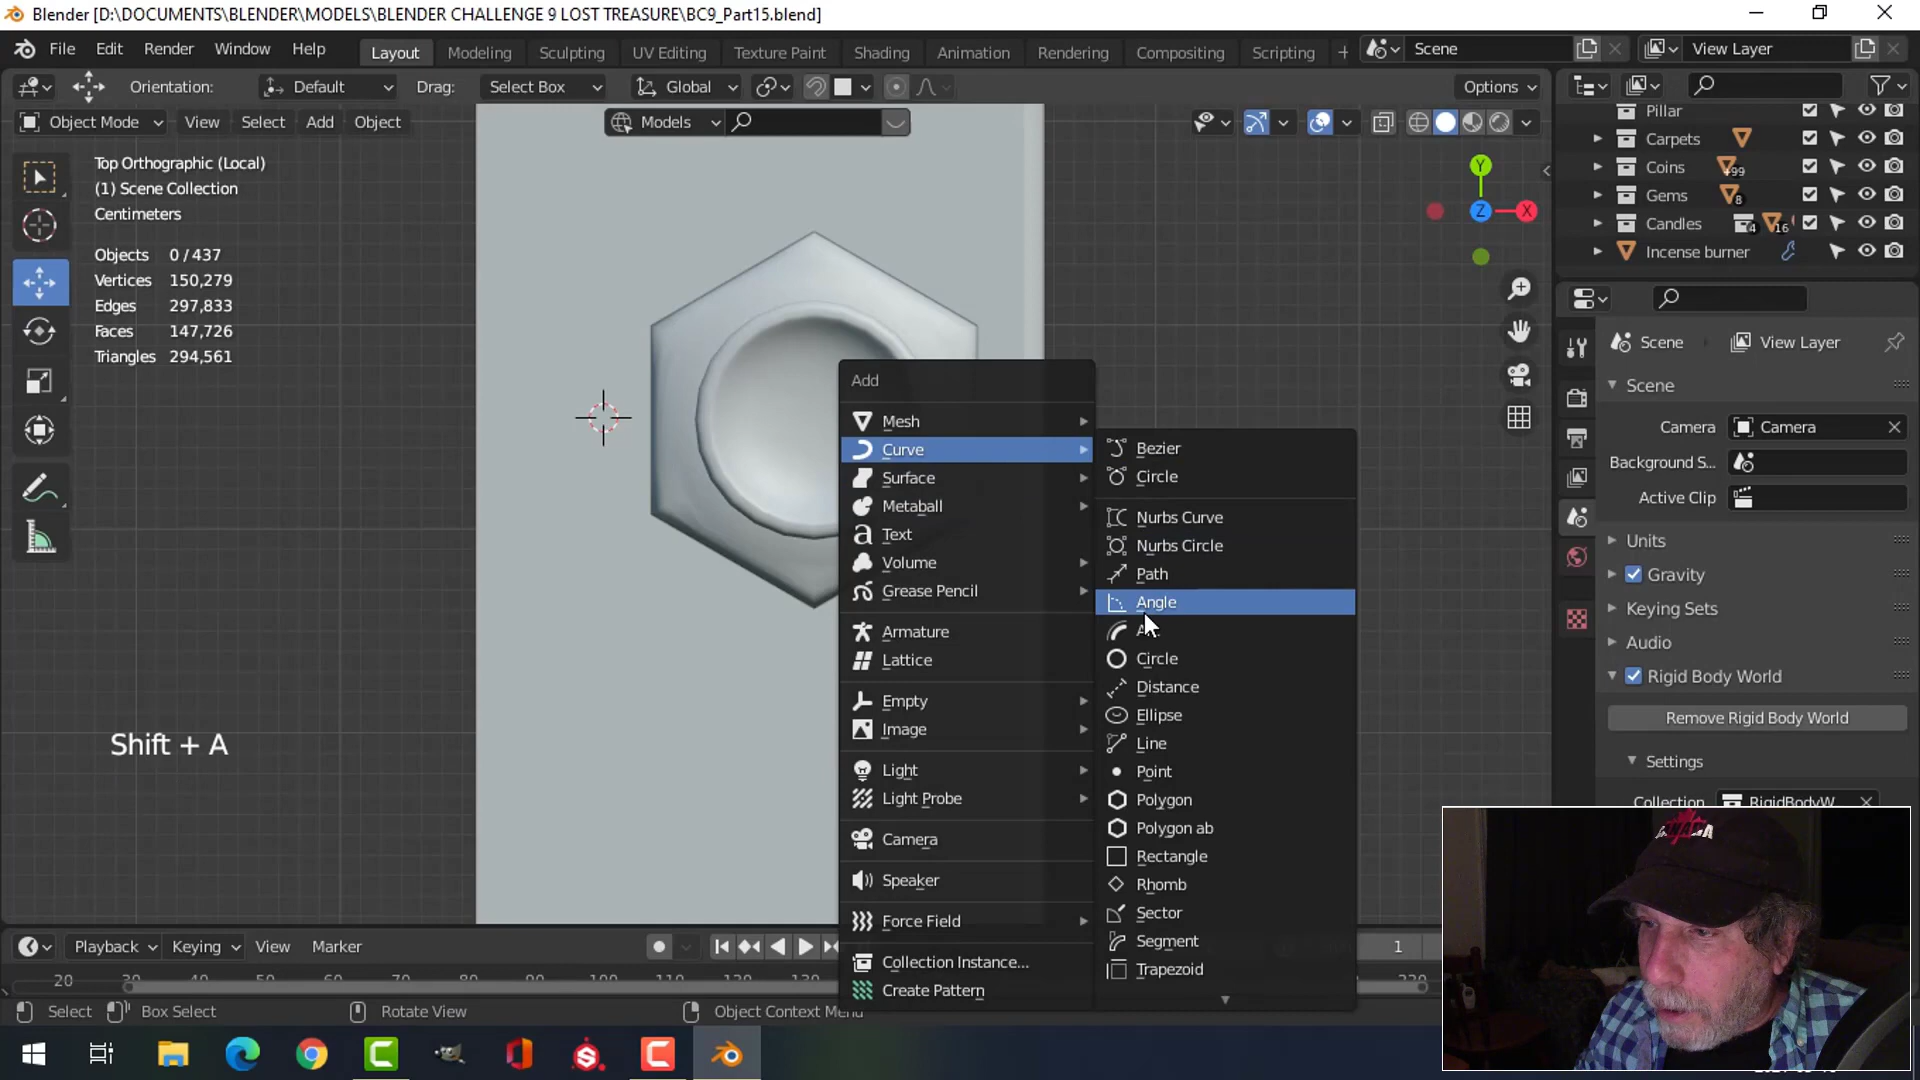 Blender [D:\DOCUMENTS\BLENDER\MODELS\BLENDER CHALLENGE 9 LOST TREASURE\BC9_Part15.blend]
File Edit Render Window Help Layout Modeling Sculpting UV Editing Texture Paint Shading Animation Rendering Compositing Scripting + Scene View Layer
Orientation: Default Drag: Select Box Global Options
Object Mode View Select Add Object Models
Pillar
Carpets
Coins +99
Gems 8
Candles 4 16
Incense burner
Top Orthographic (Local)
(1) Scene Collection
Centimeters
Objects 0 / 437
Vertices 150,279
Edges 297,833
Faces 147,726
Triangles 294,561
Y
Z
X
Shift + A
Add
Mesh
Curve
Surface
Metaball
Text
Volume
Grease Pencil
Armature
Lattice
Empty
Image
Light
Light Probe
Camera
Speaker
Force Field
Collection Instance...
Create Pattern
Bezier
Circle
Nurbs Curve
Nurbs Circle
Path
Angle
Circle
Distance
Ellipse
Line
Point
Polygon
Polygon ab
Rectangle
Rhomb
Sector
Segment
Trapezoid
Scene View Layer
Scene
Camera Camera
Background S...
Active Clip
Units
Gravity
Keying Sets
Audio
Rigid Body World
Remove Rigid Body World
Settings
Collection RigidBodyW
Playback Keying View Marker 1
20
Select Box Select Rotate View Object Context Menu